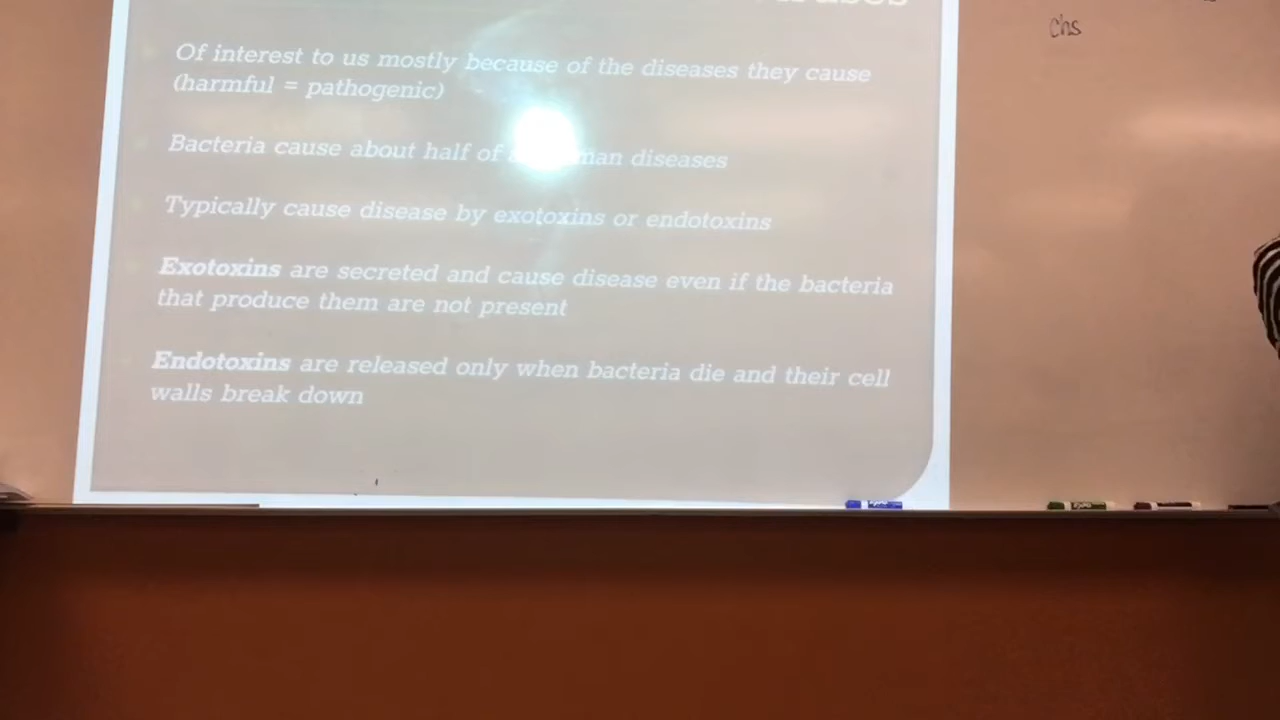 chs
Of interest to us mostly because of the diseases they cause
(harmful = pathogenic)
Bacteria cause about half of diseases
Typically cause disease by exotoxins or endotoxins
Exotoxins are secreted and cause disease even if the bacteria
that produce them are not present
Endotoxins are released only when bacteria die and their cell
walls break down